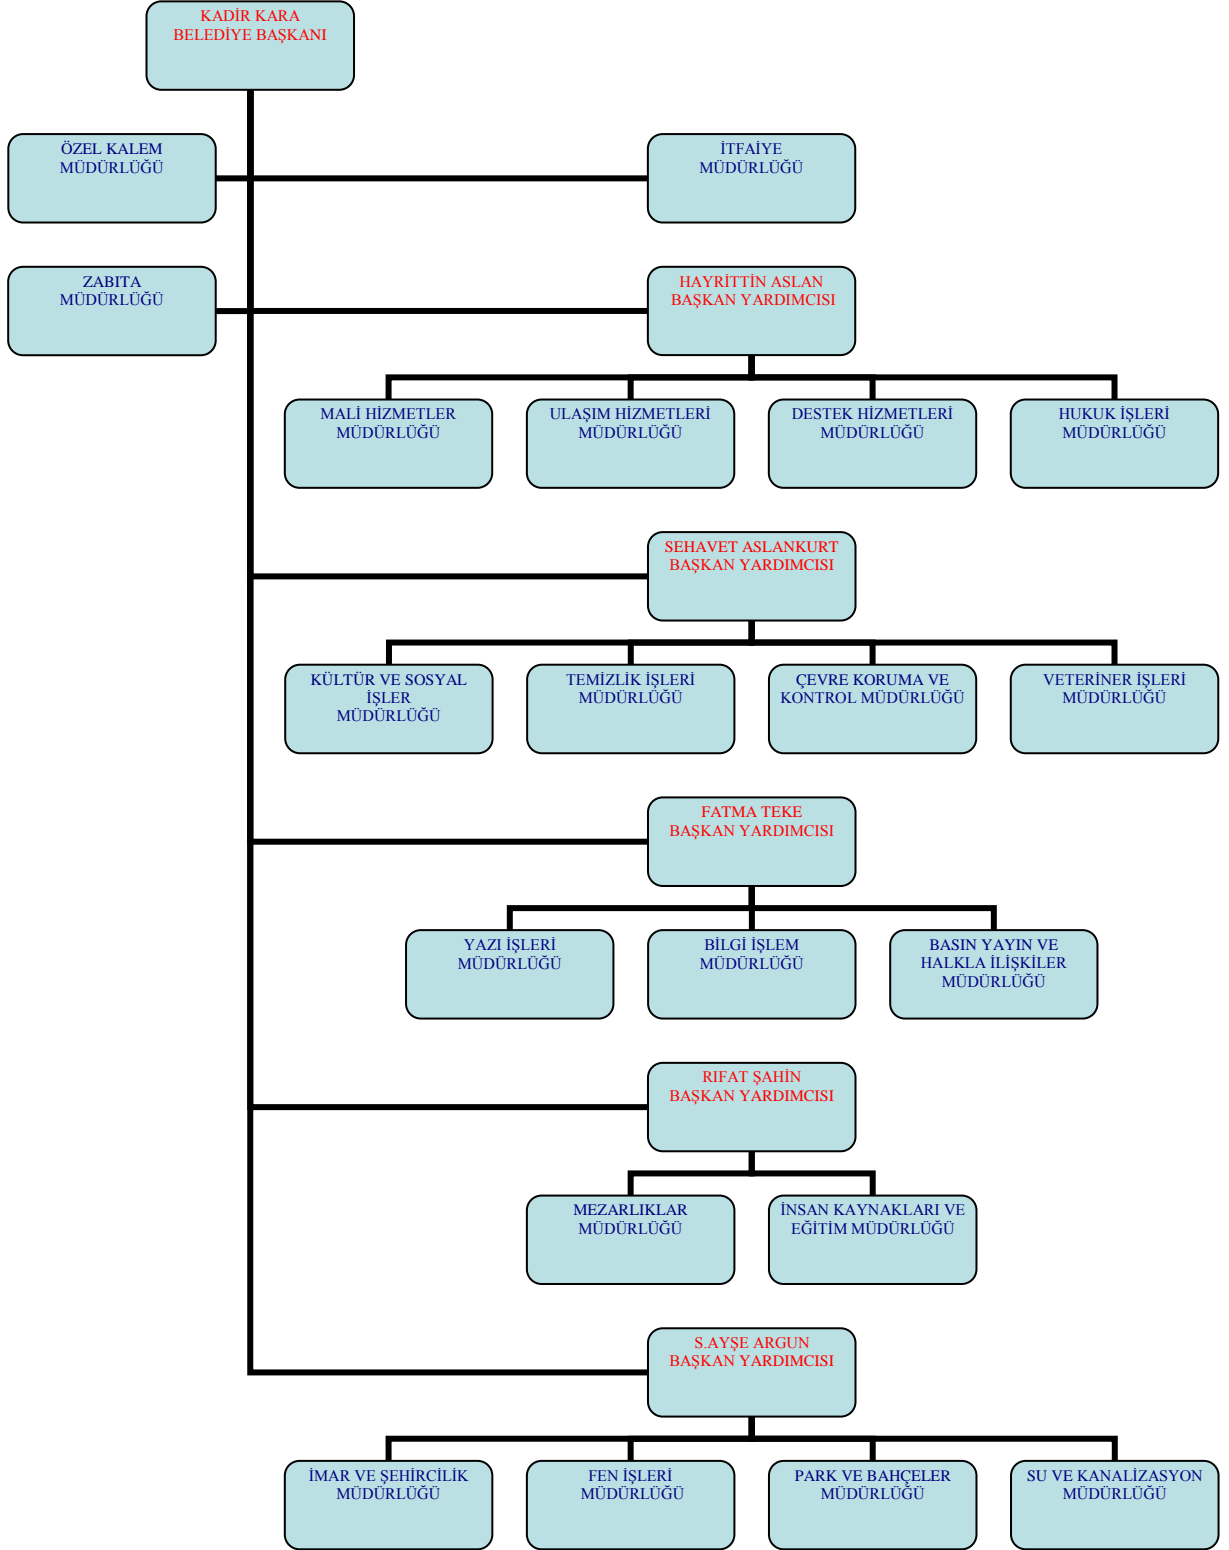 KADİR KARA
BELEDİYE BAŞKANI
ÖZEL KALEM
MÜDÜRLÜĞÜ
İTFAİYE
MÜDÜRLÜĞÜ
ZABITA
MÜDÜRLÜĞÜ
HAYRİTTİN ASLAN
BAŞKAN YARDIMCISI
MALİ HİZMETLER
MÜDÜRLÜĞÜ
ULAŞIM HİZMETLERİ
MÜDÜRLÜĞÜ
DESTEK HİZMETLERİ
MÜDÜRLÜĞÜ
HUKUK İŞLERİ
MÜDÜRLÜĞÜ
SEHAVET ASLANKURT
BAŞKAN YARDIMCISI
KÜLTÜR VE SOSYAL
İŞLER
MÜDÜRLÜĞÜ
TEMİZLİK İŞLERİ
MÜDÜRLÜĞÜ
ÇEVRE KORUMA VE
KONTROL MÜDÜRLÜĞÜ
VETERİNER İŞLERİ
MÜDÜRLÜĞÜ
FATMA TEKE
BAŞKAN YARDIMCISI
YAZI İŞLERİ
MÜDÜRLÜĞÜ
BİLGİ İŞLEM
MÜDÜRLÜĞÜ
BASIN YAYIN VE
HALKLA İLİŞKİLER
MÜDÜRLÜĞÜ
RIFAT ŞAHİN
BAŞKAN YARDIMCISI
MEZARLIKLAR
MÜDÜRLÜĞÜ
İNSAN KAYNAKLARI VE
EĞİTİM MÜDÜRLÜĞÜ
S.AYŞE ARGUN
BAŞKAN YARDIMCISI
İMAR VE ŞEHİRCİLİK
MÜDÜRLÜĞÜ
FEN İŞLERİ
MÜDÜRLÜĞÜ
PARK VE BAHÇELER
MÜDÜRLÜĞÜ
SU VE KANALİZASYON
MÜDÜRLÜĞÜ